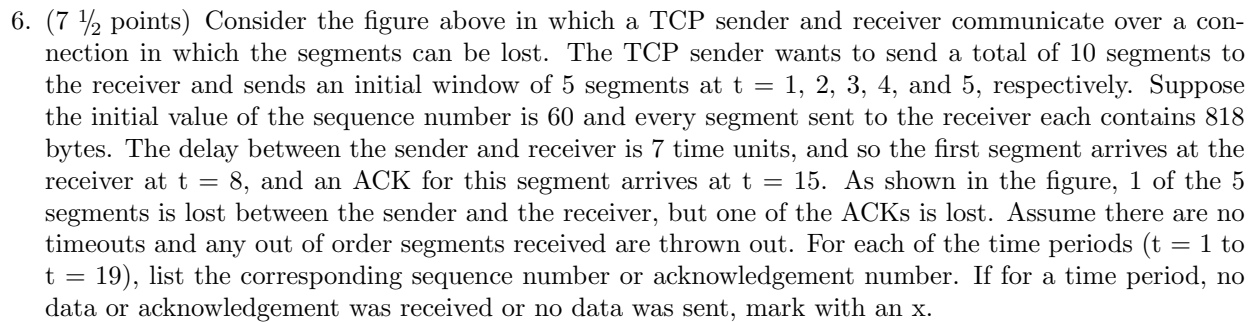 6. (7 ½ points) Consider the figure above in which a TCP sender and receiver communicate over a con-
nection in which the segments can be lost. The TCP sender wants to send a total of 10 segments to
the receiver and sends an initial window of 5 segments at t = 1, 2, 3, 4, and 5, respectively. Suppose
the initial value of the sequence number is 60 and every segment sent to the receiver each contains 818
bytes. The delay between the sender and receiver is 7 time units, and so the first segment arrives at the
receiver at t = 8, and an ACK for this segment arrives at t = 15. As shown in the figure, 1 of the 5
segments is lost between the sender and the receiver, but one of the ACKs is lost. Assume there are no
timeouts and any out of order segments received are thrown out. For each of the time periods (t = 1 to
t = 19), list the corresponding sequence number or acknowledgement number. If for a time period, no
data or acknowledgement was received or no data was sent, mark with an x.